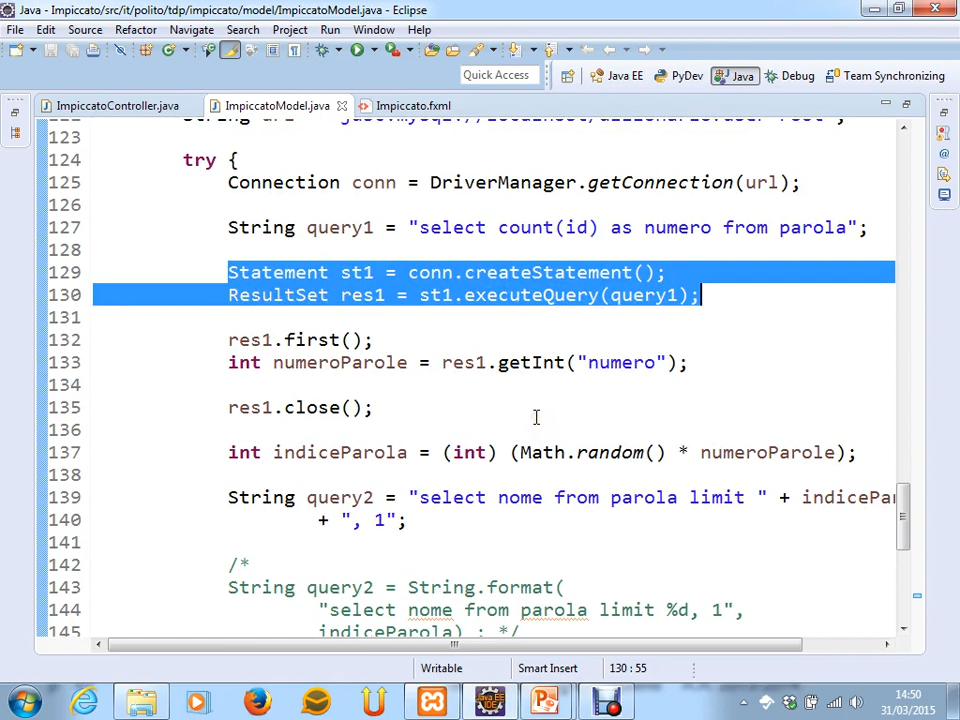 Java - Impiccato/src/it/polito/tdp/impiccato/model/ImpiccatoModel.java - Eclipse
File Edit Source Refactor Navigate Search Project Run Window Help
Quick Access Java EE PyDev Java Debug Team Synchronizing
ImpiccatoController.java ImpiccatoModel.java Impiccato.fxml
123
124 try {
125 Connection conn = DriverManager.getConnection(url);
126
127 String query1 = "select count(id) as numero from parola";
128
129 Statement st1 = conn.createStatement();
130 ResultSet res1 = st1.executeQuery(query1);
131
132 res1.first();
133 int numeroParole = res1.getInt("numero");
134
135 res1.close();
136
137 int indiceParola = (int) (Math.random() * numeroParole);
138
139 String query2 = "select nome from parola limit " + indicePar
140 + ", 1";
141
142 /*
143 String query2 = String.format(
144 "select nome from parola limit %d, 1",
145 indiceParola) ; */
Writable Smart Insert 130 : 55
14:50
31/03/2015